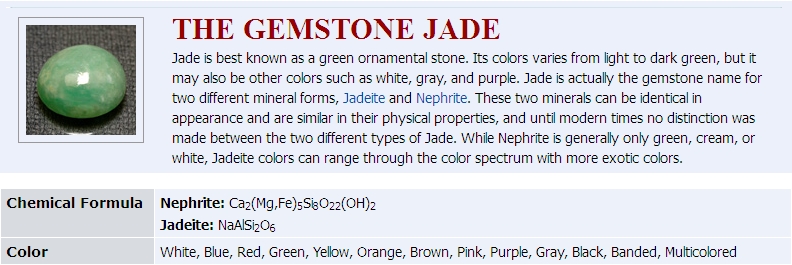 THE GEMSTONE JADE
Jade is best known as a green ornamental stone. Its colors varies from light to dark green, but it
may also be other colors such as white, gray, and purple. Jade is actually the gemstone name for
two different mineral forms, Jadeite and Nephrite. These two minerals can be identical in
appearance and are similar in their physical properties, and until modern times no distinction was
made between the two different types of Jade. While Nephrite is generally only green, cream, or
white, Jadeite colors can range through the color spectrum with more exotic colors.
Chemical Formula Nephrite: Ca₂(Mg,Fe)₅Si₈O₂₂(OH)₂
Jadeite: NaAlSi₂O₆
Color White, Blue, Red, Green, Yellow, Orange, Brown, Pink, Purple, Gray, Black, Banded, Multicolored